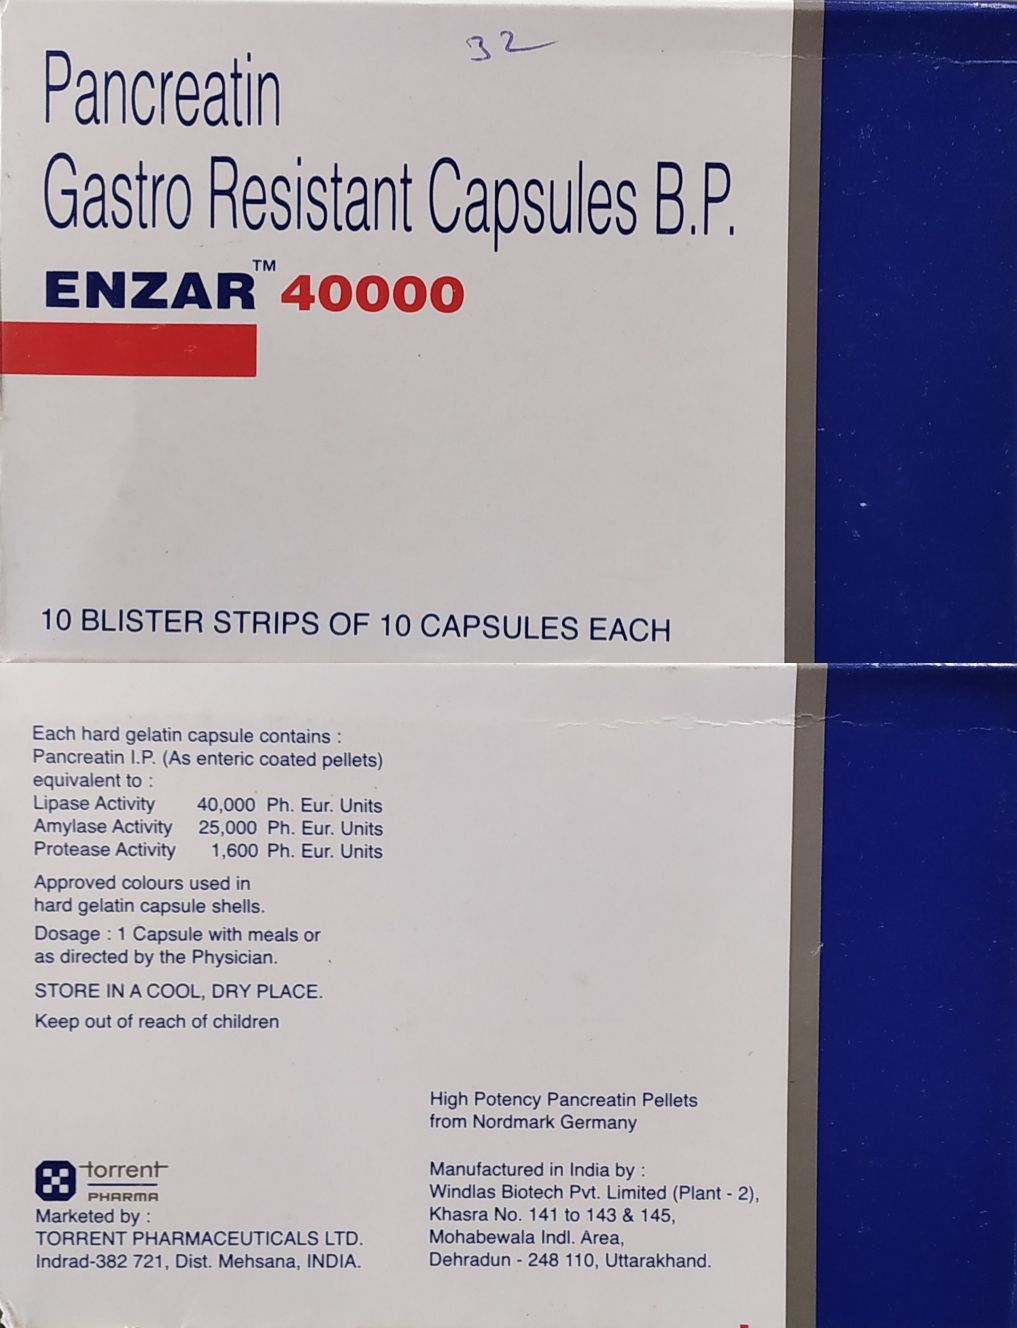 32
Pancreatin
Gastro Resistant Capsules B.P.
ENZAR™ 40000
10 BLISTER STRIPS OF 10 CAPSULES EACH
Each hard gelatin capsule contains :
Pancreatin I.P. (As enteric coated pellets)
equivalent to :
Lipase Activity 40,000 Ph. Eur. Units
Amylase Activity 25,000 Ph. Eur. Units
Protease Activity 1,600 Ph. Eur. Units
Approved colours used in
hard gelatin capsule shells.
Dosage : 1 Capsule with meals or
as directed by the Physician.
STORE IN A COOL, DRY PLACE.
Keep out of reach of children
torrent
PHARMA
Marketed by :
TORRENT PHARMACEUTICALS LTD.
Indrad-382 721, Dist. Mehsana, INDIA.
High Potency Pancreatin Pellets
from Nordmark Germany
Manufactured in India by :
Windlas Biotech Pvt. Limited (Plant - 2),
Khasra No. 141 to 143 & 145,
Mohabewala Indl. Area,
Dehradun - 248 110, Uttarakhand.